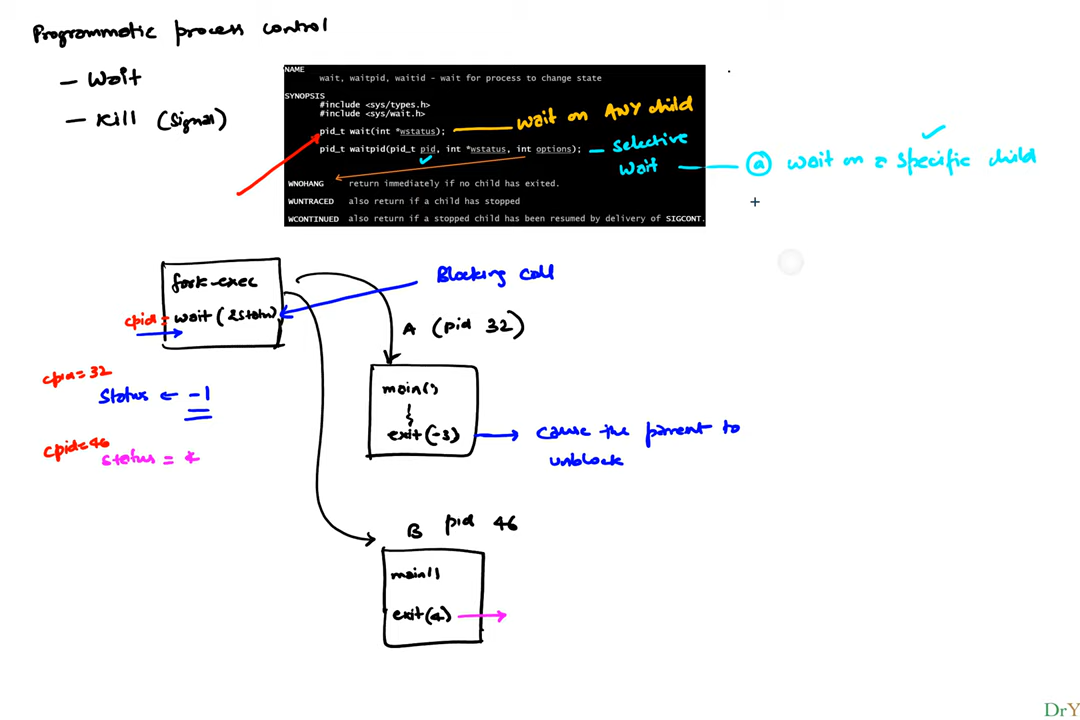 Programmatic process control
- Wait
- Kill (signal)
NAME
wait, waitpid, waitid - wait for process to change state
SYNOPSIS
#include <sys/types.h>
#include <sys/wait.h>
pid_t wait(int *wstatus);
pid_t waitpid(pid_t pid, int *wstatus, int options);
WNOHANG return immediately if no child has exited.
WUNTRACED also return if a child has stopped
WCONTINUED also return if a stopped child has been resumed by delivery of SIGCONT.
Wait on ANY child
Selective
Wait
a Wait on a specific child
fork-exec
cpid = wait (&status)
Blocking call
cpid = 32
Status ← -1
cpid = 46
status = 4
A (pid 32)
main()
exit(-3)
cause the parent to
unblock
B pid 46
main()
exit(4)
DrY